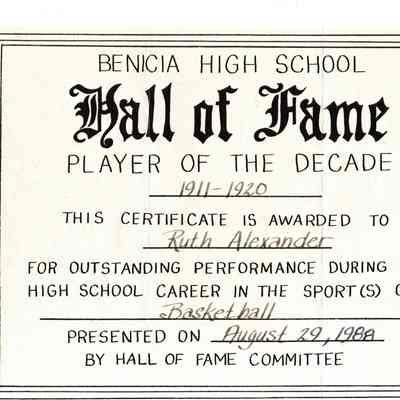 BENICIA HIGH SCHOOL
Hall of Fame
PLAYER OF THE DECADE
1911-1920
THIS CERTIFICATE IS AWARDED TO
Ruth Alexander
FOR OUTSTANDING PERFORMANCE DURING
HIGH SCHOOL CAREER IN THE SPORT(S)
Basketball
PRESENTED ON August 29, 1988
BY HALL OF FAME COMMITTEE